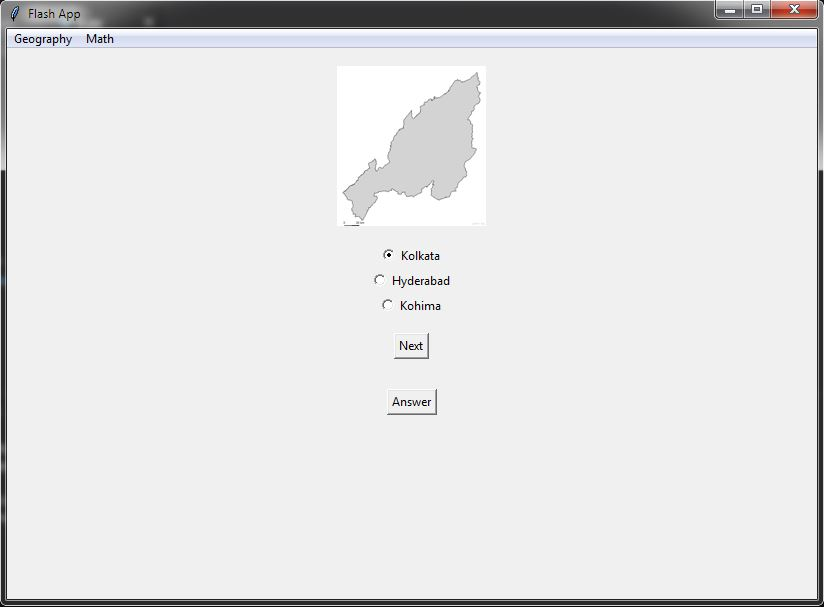 Flash App
Geography Math
Kolkata
Hyderabad
Kohima
Next
Answer